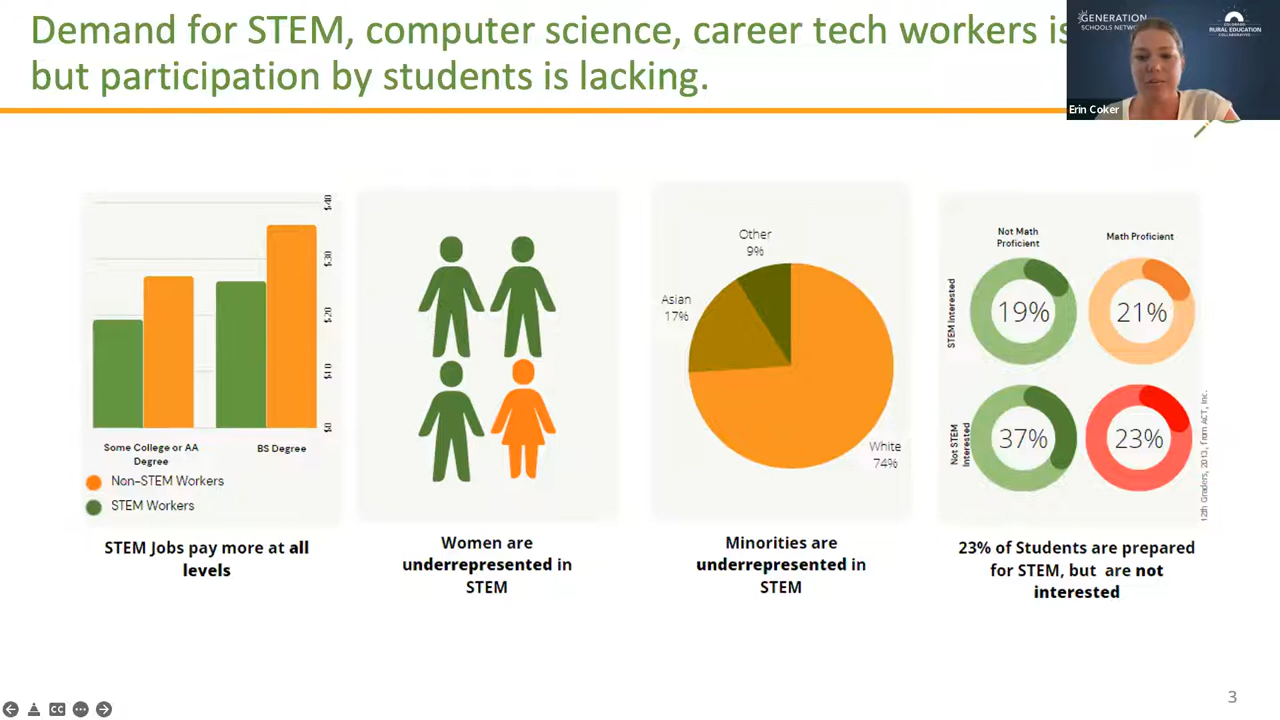 Demand for STEM, computer science, career tech workers is
but participation by students is lacking.
GENERATION
SCHOOLS NETWORK
COLORADO
RURAL EDUCATION
COLLABORATIVE
Erin Coker
$40
$30
$20
$10
$0
Some College or AA
Degree
BS Degree
Non-STEM Workers
STEM Workers
STEM Jobs pay more at all
levels
Women are
underrepresented in
STEM
Other
9%
Asian
17%
White
74%
Minorities are
underrepresented in
STEM
Not Math
Proficient
Math Proficient
STEM Interested
19%
21%
Not STEM
Interested
37%
23%
12th Graders, 2013, from ACT, Inc.
23% of Students are prepared
for STEM, but are not
interested
CC
3